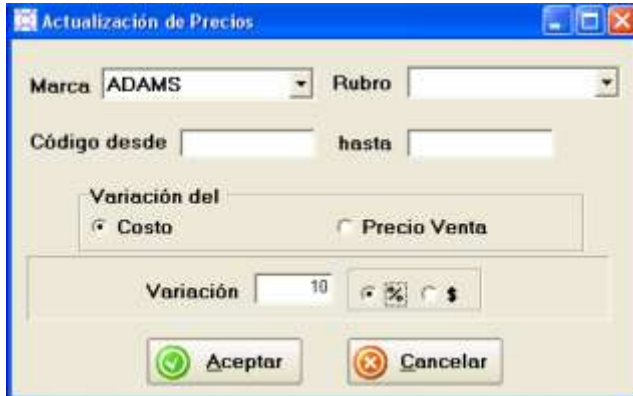 Actualización de Precios
Marca ADAMS Rubro
Código desde hasta
Variación del
Costo Precio Venta
Variación 10 % $
Aceptar Cancelar